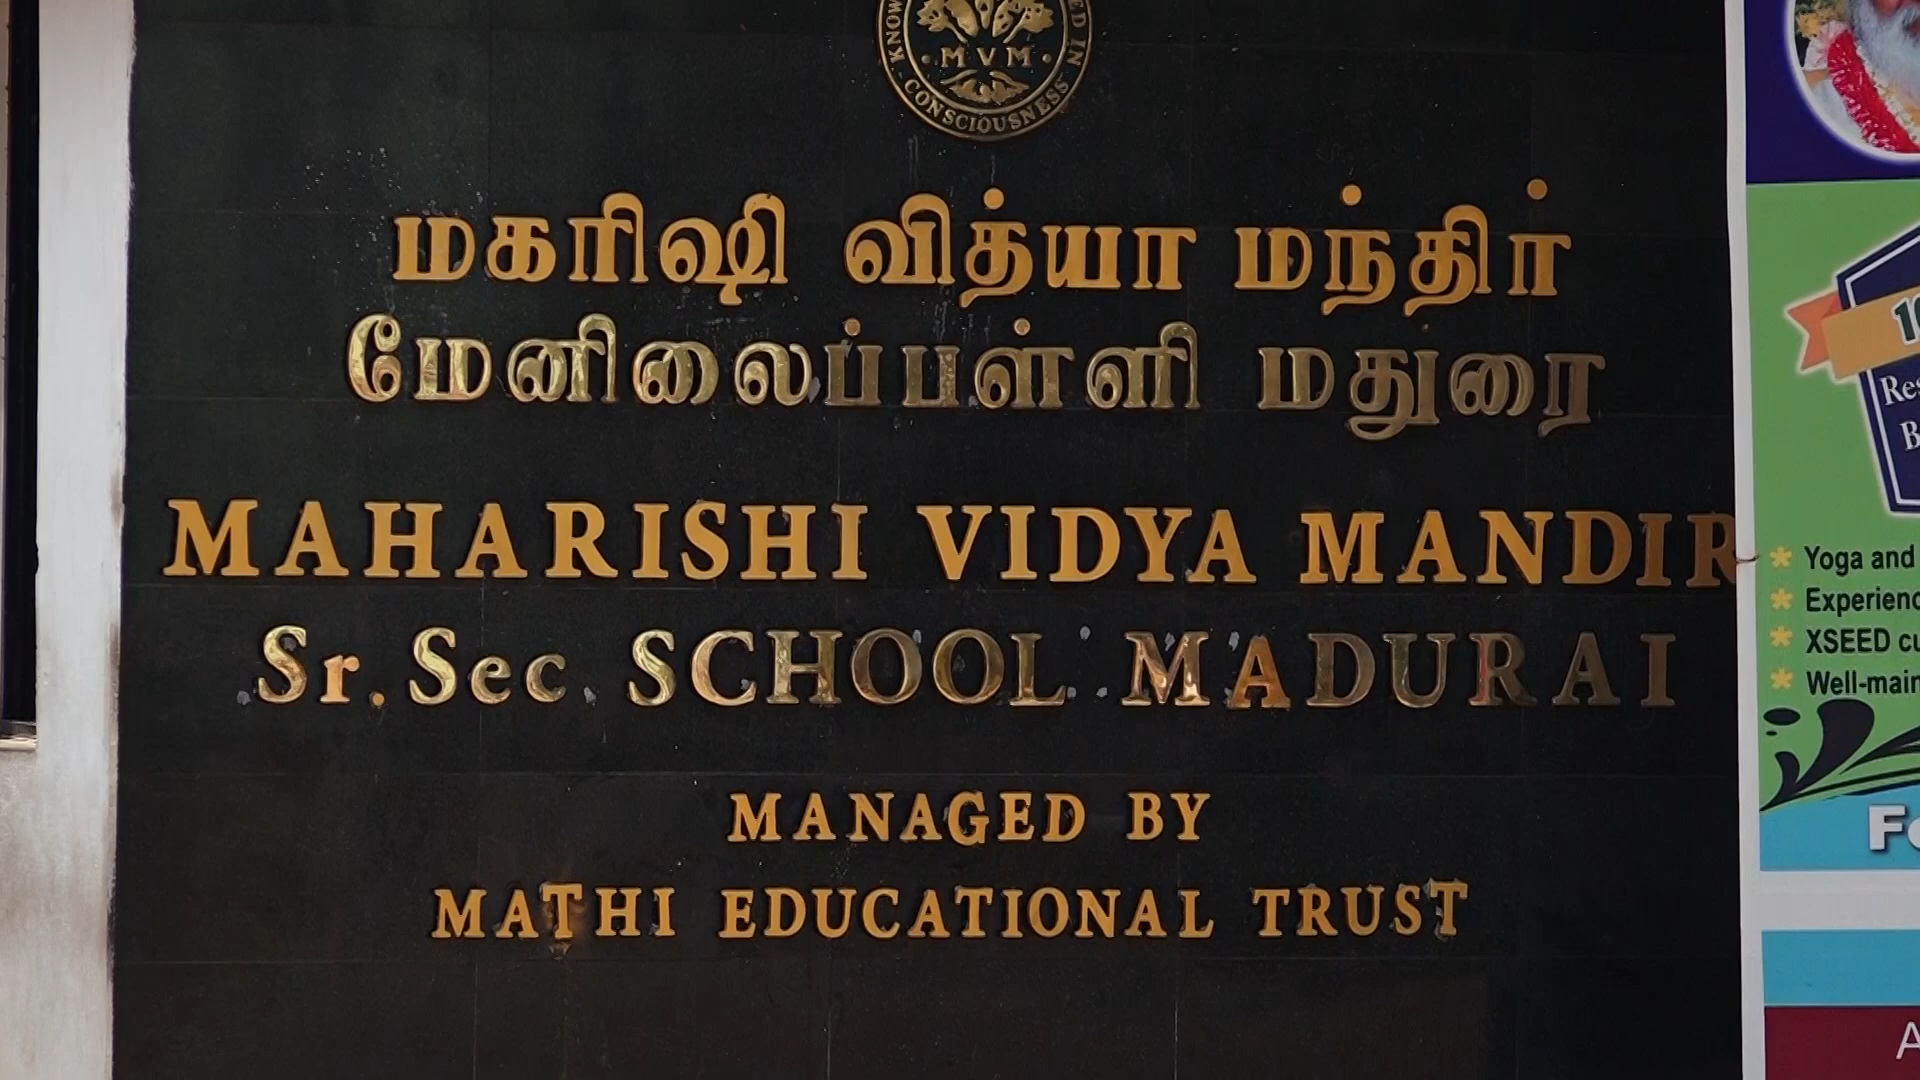 MVM
CONSCIOUSNESS
மகரிஷி வித்யா மந்திர்
மேனிலைப்பள்ளி மதுரை
MAHARISHI VIDYA MANDIR
Sr. Sec SCHOOL MADURAI
MANAGED BY
MATHI EDUCATIONAL TRUST
Yoga and
XSEED